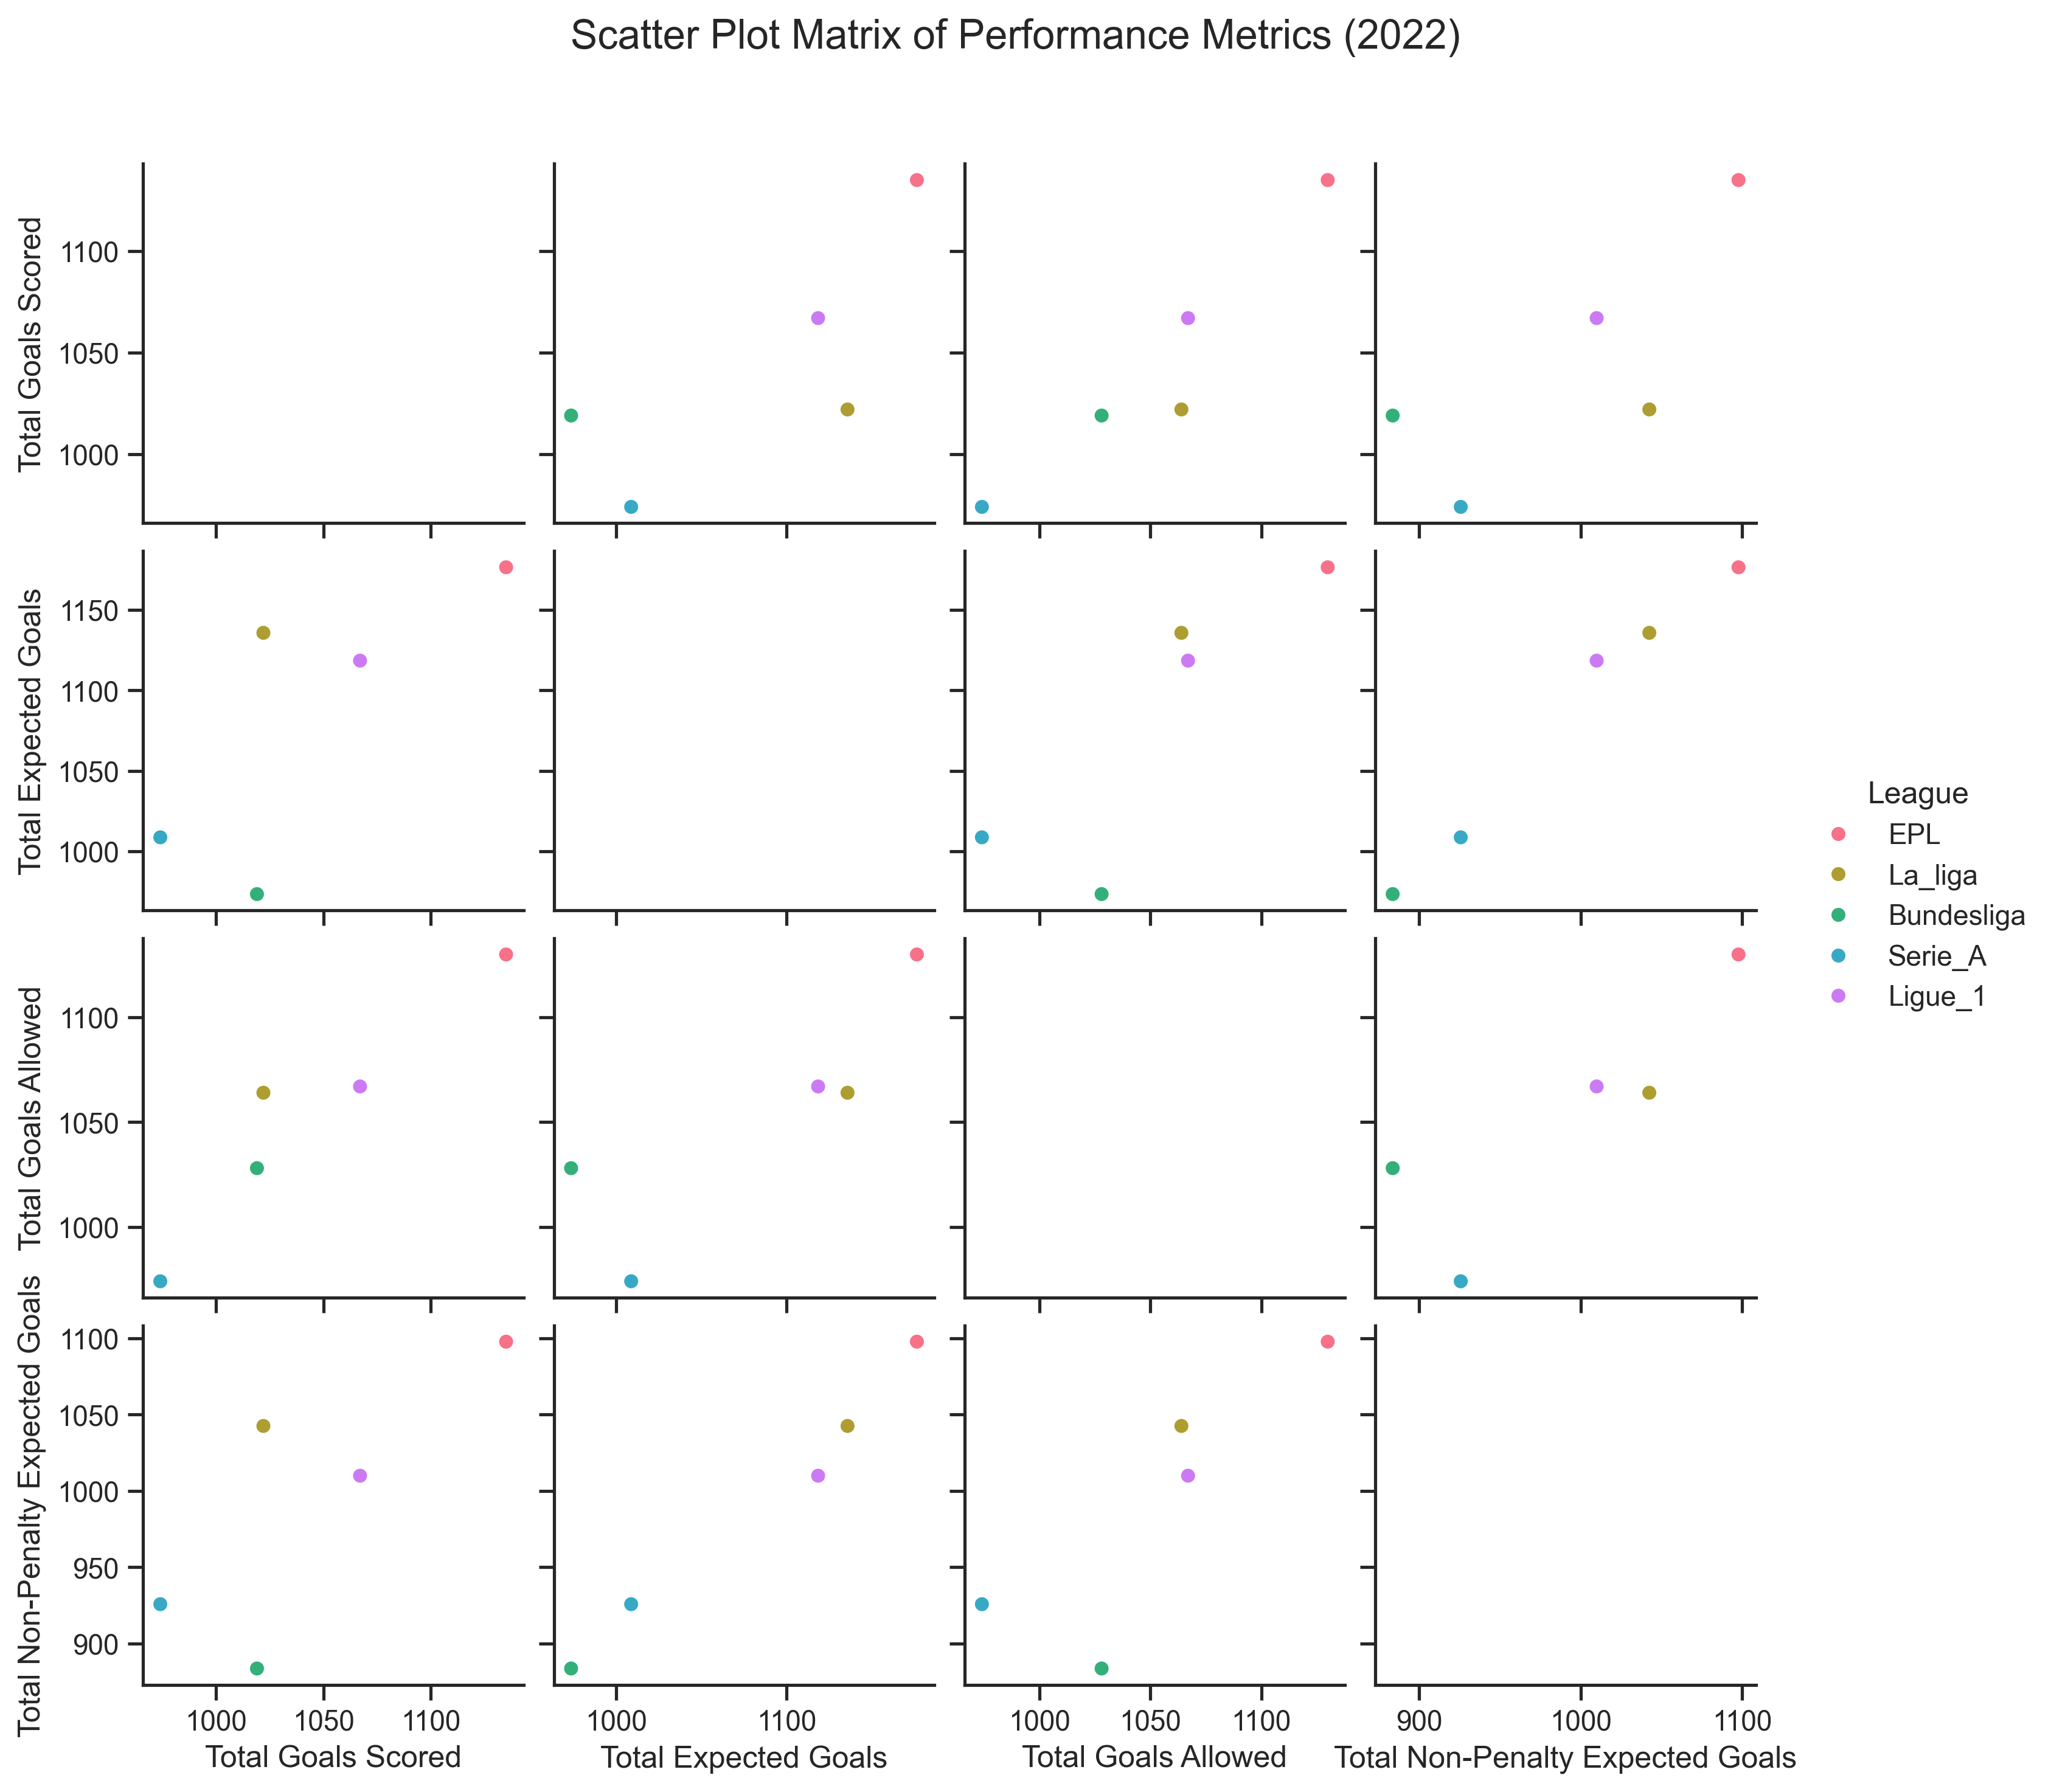 Scatter Plot Matrix of Performance Metrics (2022)
Total Goals Scored
1100
1050
1000
Total Expected Goals
1150
1100
1050
1000
Total Goals Allowed
1100
1050
1000
Total Non-Penalty Expected Goals
1100
1050
1000
950
900
1000 1050 1100
Total Goals Scored
1000 1100
Total Expected Goals
1000 1050 1100
Total Goals Allowed
900 1000 1100
Total Non-Penalty Expected Goals
League
EPL
La_liga
Bundesliga
Serie_A
Ligue_1